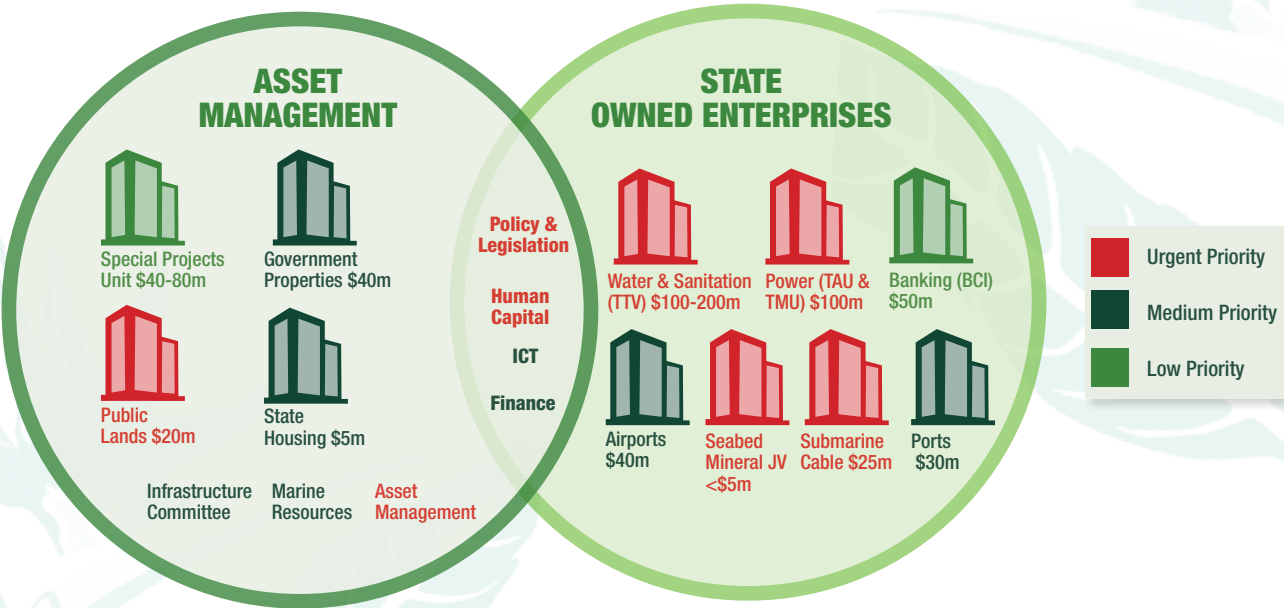 ASSET
MANAGEMENT
Special Projects
Unit $40-80m
Government
Properties $40m
Public
Lands $20m
State
Housing $5m
Infrastructure
Committee
Marine
Resources
Asset
Management
Policy &
Legislation
Human
Capital
ICT
Finance
STATE
OWNED ENTERPRISES
Water & Sanitation
(TTV) $100-200m
Power (TAU &
TMU) $100m
Banking (BCI)
$50m
Airports
$40m
Seabed
Mineral JV
<$5m
Submarine
Cable $25m
Ports
$30m
Urgent Priority
Medium Priority
Low Priority